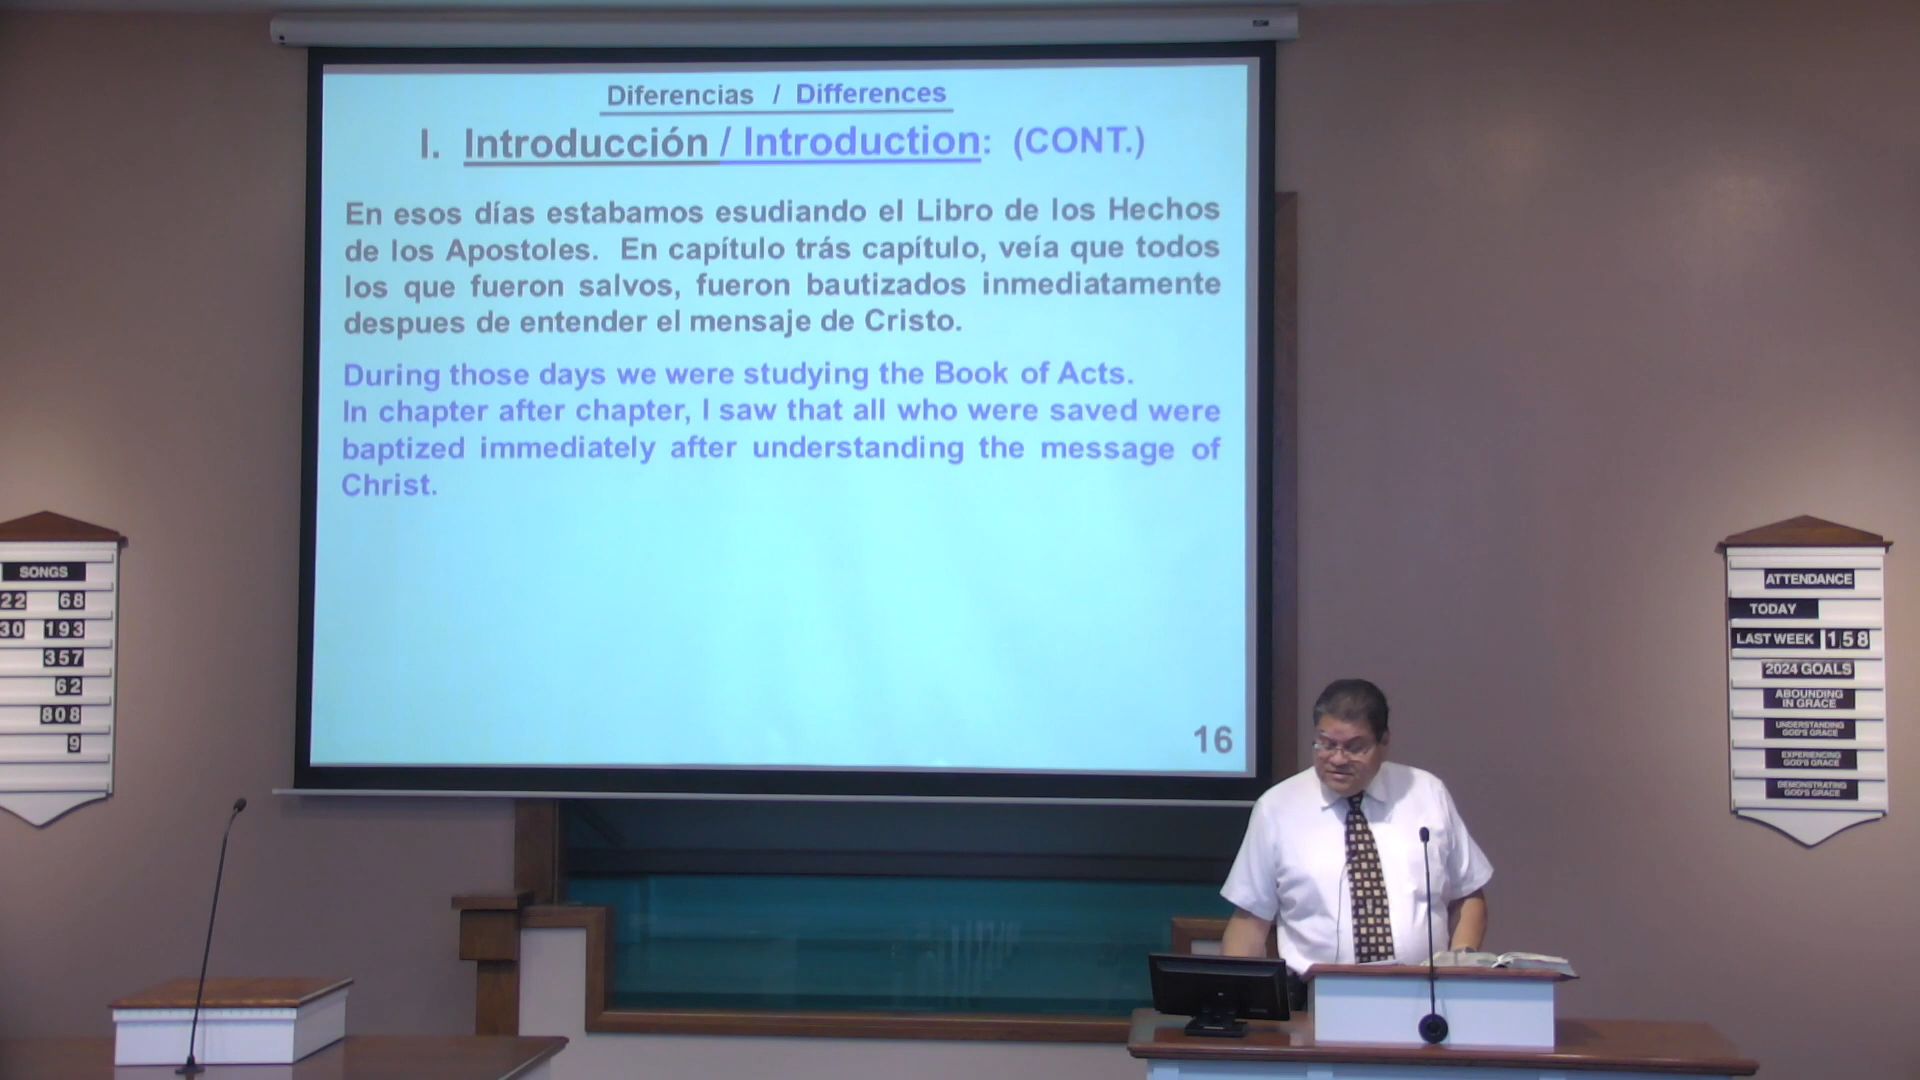 Diferencias / Differences
I. Introducción / Introduction: (CONT.)
En esos días estabamos esudiando el Libro de los Hechos
de los Apostoles. En capítulo trás capítulo, veía que todos
los que fueron salvos, fueron bautizados inmediatamente
despues de entender el mensaje de Cristo.
During those days we were studying the Book of Acts.
In chapter after chapter, I saw that all who were saved were
baptized immediately after understanding the message of
Christ.
16
SONGS
22 68
30 193
357
62
808
9
ATTENDANCE
TODAY
LAST WEEK 158
2024 GOALS
ABOUNDING
IN GRACE
UNDERSTANDING
GOD'S GRACE
EXPERIENCING
GOD'S GRACE
DEMONSTRATING
GOD'S GRACE